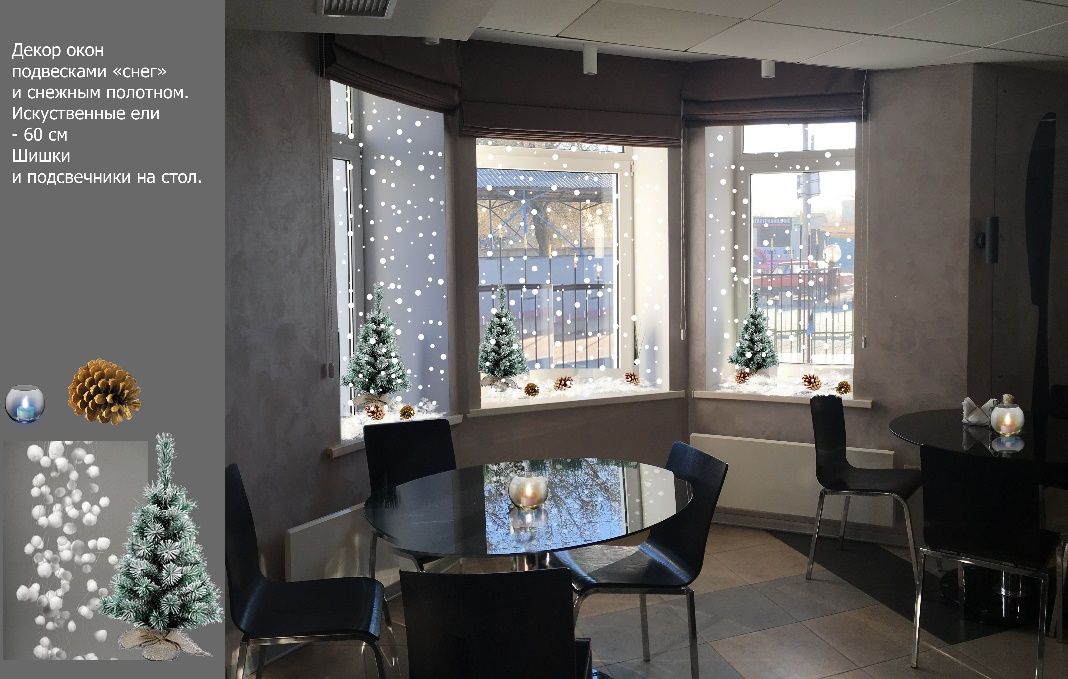 Декор окон
подвесками «снег»
и снежным полотном.
Искуственные ели
- 60 см
Шишки
и подсвечники на стол.